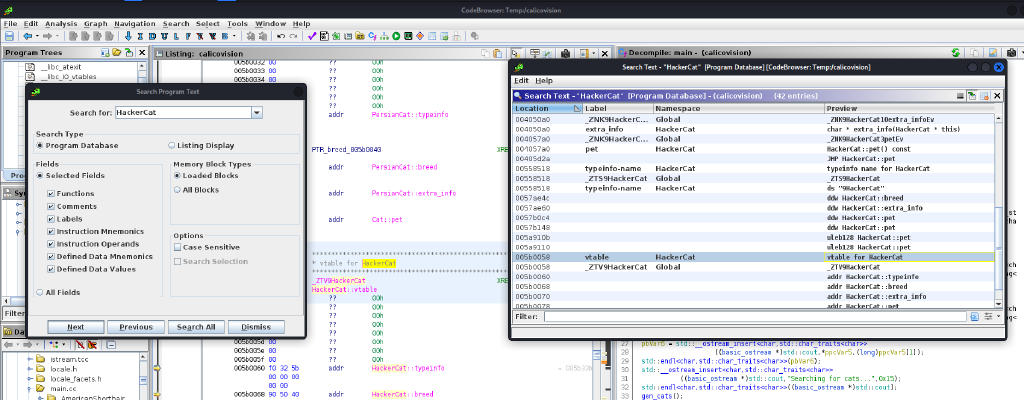 CodeBrowser: Temp:/calicovision
File Edit Analysis Graph Navigation Search Select Tools Window Help
Program Trees
__libc_atexit
__libc_IO_vtables
Listing: calicovision
005b0032 00 ?? 00h
005b0033 00 ?? 00h
?? 00h
?? 00h
?? 00h
?? 00h
addr PersianCat::typeinfo
PTR_breed_005b0040
addr PersianCat::breed
addr PersianCat::extra_info
addr Cat::pet
* vtable for HackerCat
_ZTV9HackerCat
HackerCat::vtable
?? 00h
?? 00h
?? 00h
?? 00h
?? 00h
005b005d 00 ?? 00h
005b005e 00 ?? 00h
005b005f 00 ?? 00h
005b0060 f0 32 5b addr HackerCat::typeinfo
00 00 00
00 00
005b0068 90 50 40 addr HackerCat::breed
Search Program Text
Search for: HackerCat
Search Type
Program Database
Listing Display
Fields
Selected Fields
Functions
Comments
Labels
Instruction Mnemonics
Instruction Operands
Defined Data Mnemonics
Defined Data Values
All Fields
Memory Block Types
Loaded Blocks
All Blocks
Options
Case Sensitive
Search Selection
Next Previous Search All Dismiss
istream.tcc
locale.h
locale_facets.h
main.cc
AmericanShorthair
Decompile: main - (calicovision)
Search Text - "HackerCat" [Program Database] [CodeBrowser: Temp:/calicovision]
Edit Help
Search Text - "HackerCat" [Program Database] - (calicovision) (42 entries)
Location Label Namespace Preview
004050a0 _ZNK9HackerC... Global _ZNK9HackerCat10extra_infoEv
004050a0 extra_info HackerCat char * extra_info(HackerCat * this)
004057a0 _ZNK9HackerC... Global _ZNK9HackerCat3petEv
004057a0 pet HackerCat HackerCat::pet() const
00405d2a JMP HackerCat::pet
00558518 typeinfo-name HackerCat typeinfo name for HackerCat
00558518 _ZTS9HackerCat Global _ZTS9HackerCat
00558518 typeinfo-name HackerCat ds "9HackerCat"
0057ae4c ddw HackerCat::breed
0057ae60 ddw HackerCat::extra_info
0057b0c4 ddw HackerCat::pet
0057b148 ddw HackerCat::pet
005a910b uleb128 HackerCat::pet
005a9110 uleb128 HackerCat::pet
005b0058 vtable HackerCat vtable for HackerCat
005b0058 _ZTV9HackerCat Global _ZTV9HackerCat
005b0060 addr HackerCat::typeinfo
005b0068 addr HackerCat::breed
005b0070 addr HackerCat::extra_info
005b0078 addr HackerCat::pet
Filter:
27 pbVar5 = std::__ostream_insert<char,std::char_traits<char>>
28 ((basic_ostream *)std::cout,*ppcVar5,(long)ppcVar5[1]);
29 std::endl<char,std::char_traits<char>>(pbVar5);
30 std::__ostream_insert<char,std::char_traits<char>>
31 ((basic_ostream *)std::cout,"Searching for cats...",0x15);
32 std::endl<char,std::char_traits<char>>((basic_ostream *)std::cout);
33 gen_cats();